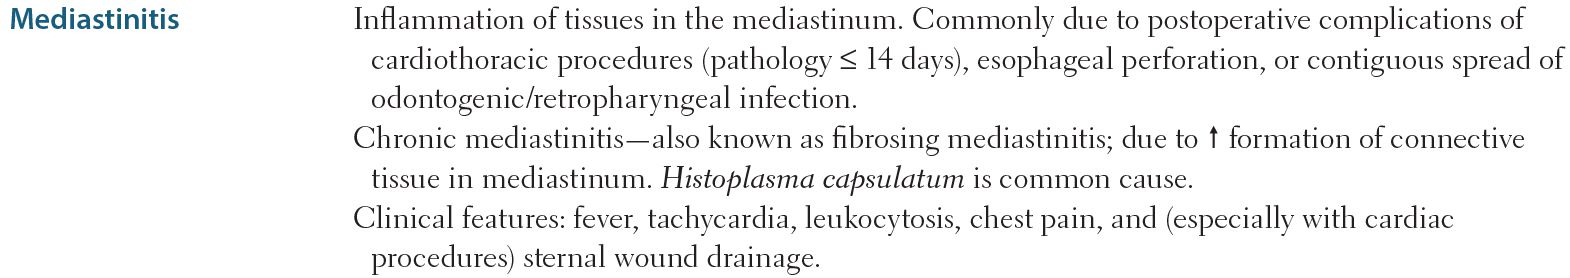 Mediastinitis
Inflammation of tissues in the mediastinum. Commonly due to postoperative complications of
cardiothoracic procedures (pathology ≤ 14 days), esophageal perforation, or contiguous spread of
odontogenic/retropharyngeal infection.
Chronic mediastinitis—also known as fibrosing mediastinitis; due to ↑ formation of connective
tissue in mediastinum. Histoplasma capsulatum is common cause.
Clinical features: fever, tachycardia, leukocytosis, chest pain, and (especially with cardiac
procedures) sternal wound drainage.